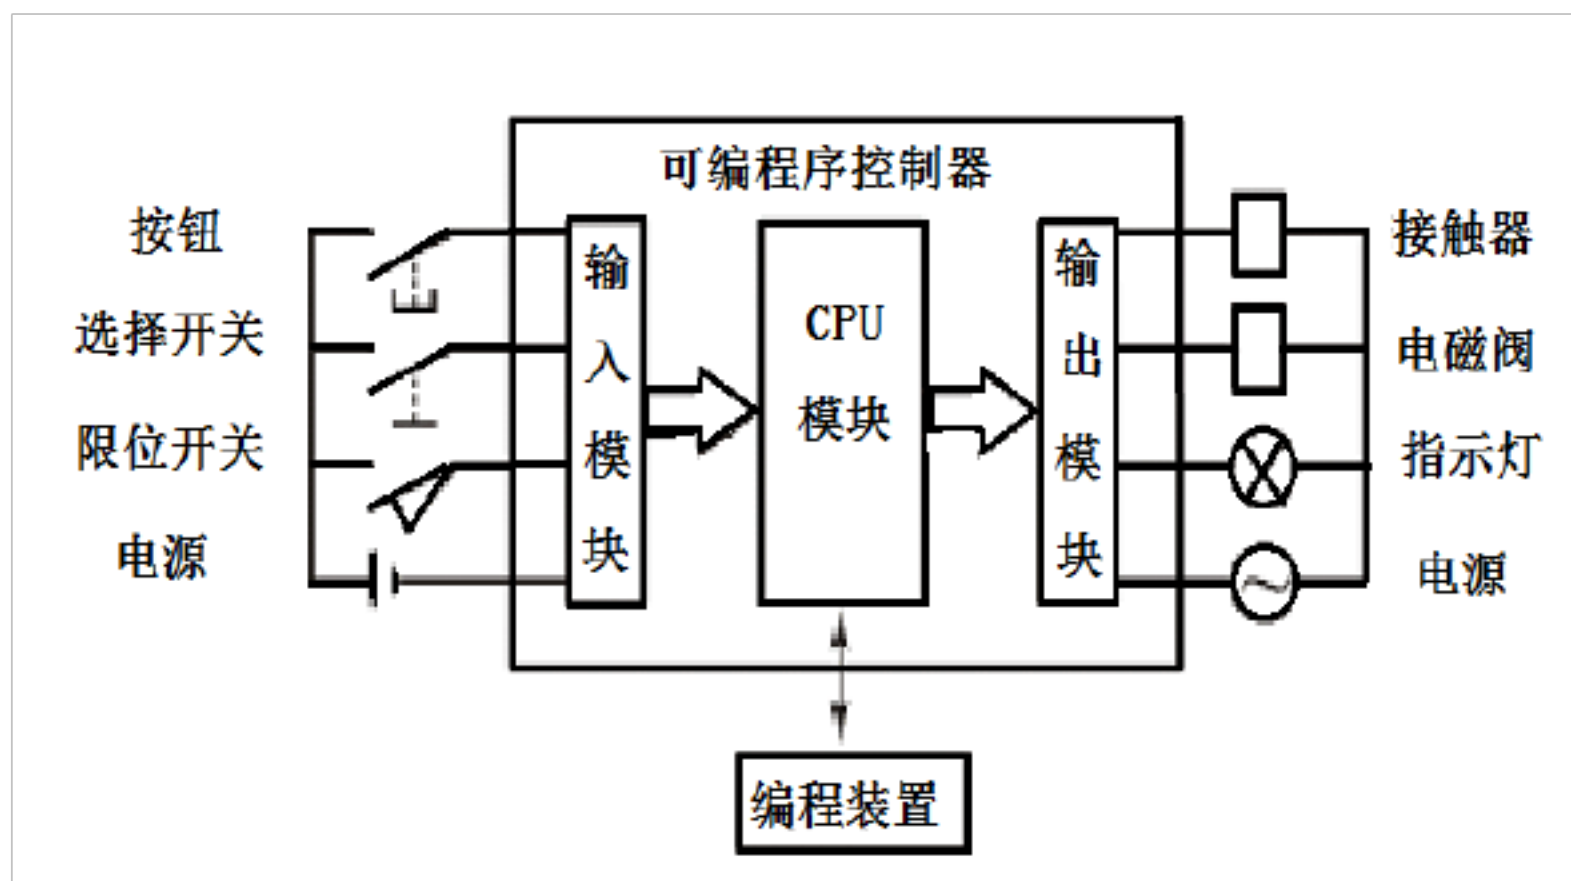 可编程序控制器
按钮
选择开关
限位开关
电源
输入模块
CPU
模块
输出模块
接触器
电磁阀
指示灯
电源
编程装置